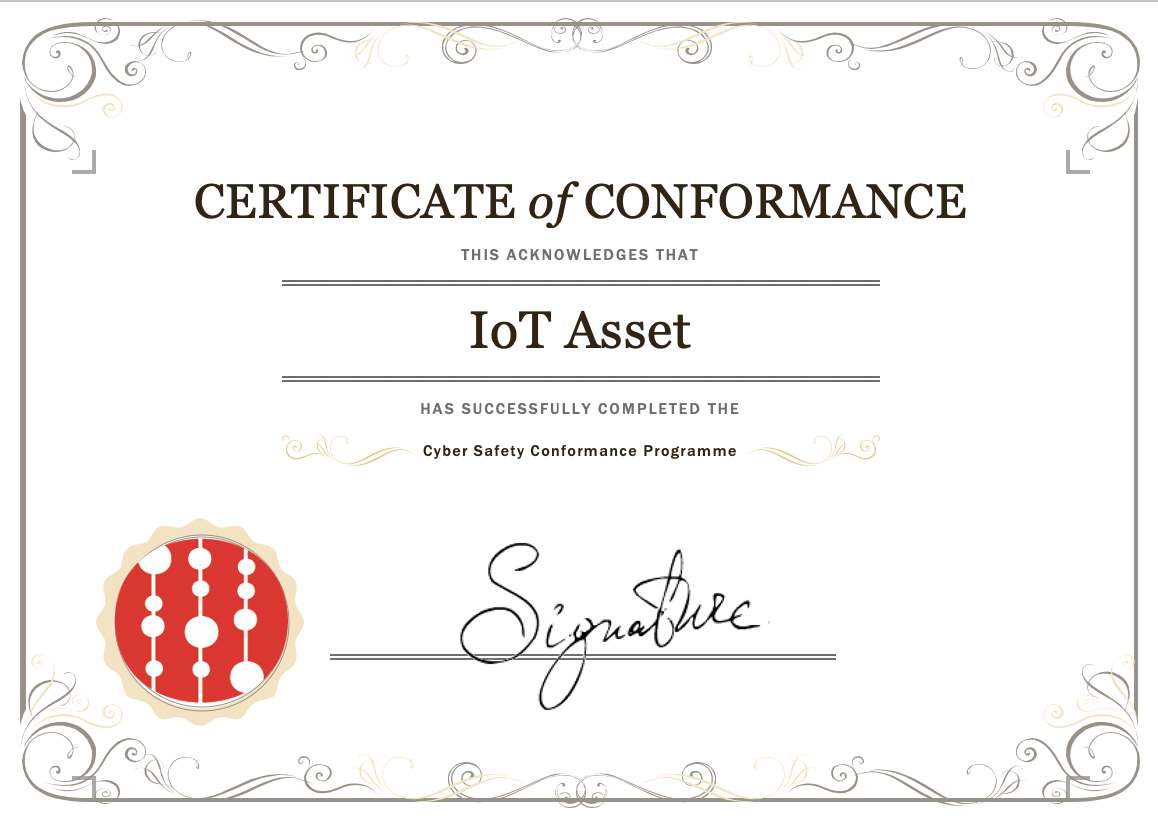 CERTIFICATE of CONFORMANCE
THIS ACKNOWLEDGES THAT
IoT Asset
HAS SUCCESSFULLY COMPLETED THE
Cyber Safety Conformance Programme
Signature